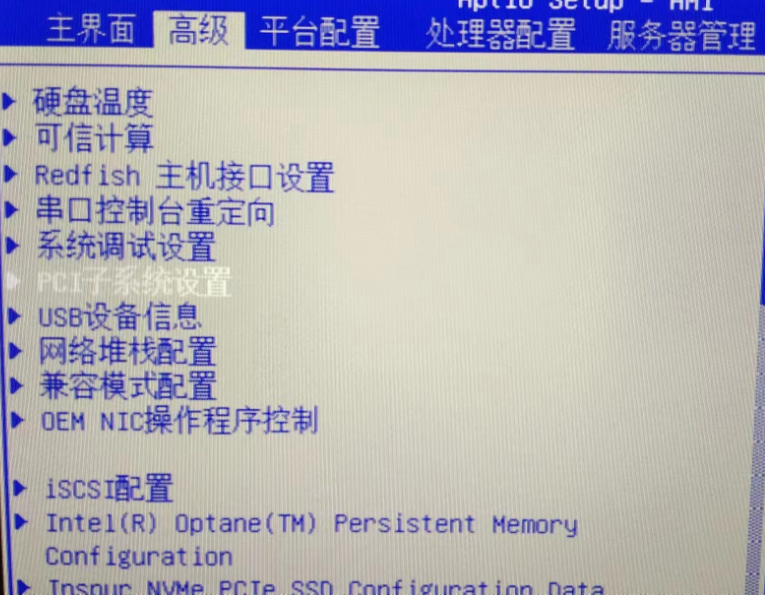 Aptio Setup - AMI
主界面 高级 平台配置 处理器配置 服务器管理
硬盘温度
可信计算
Redfish 主机接口设置
串口控制台重定向
系统调试设置
PCI子系统设置
USB设备信息
网络堆栈配置
兼容模式配置
OEM NIC操作程序控制
iSCSI配置
Intel(R) Optane(TM) Persistent Memory
Configuration
Inspur NVMe PCIe SSD Configuration Data